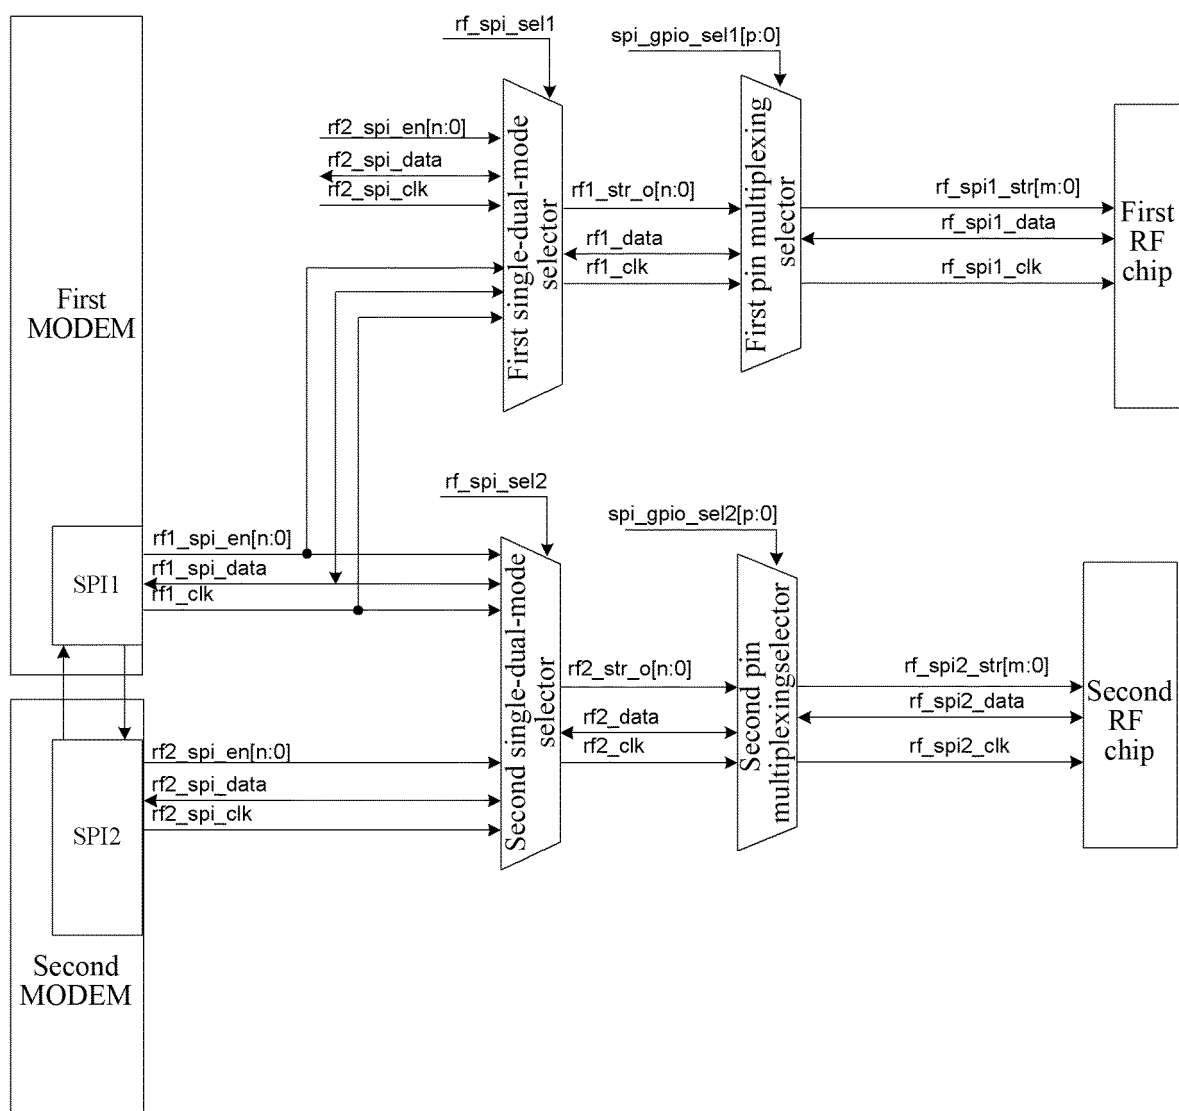 rf_spi_sel1
spi_gpio_sel1[p:0]
rf2_spi_en[n:0]
rf2_spi_data
rf2_spi_clk
First single-dual-mode
selector
rf1_str_o[n:0]
rf1_data
rf1_clk
First pin multiplexing
selector
rf_spi1_str[m:0]
rf_spi1_data
rf_spi1_clk
First
RF
chip
First
MODEM
SPI1
rf1_spi_en[n:0]
rf1_spi_data
rf1_clk
rf_spi_sel2
spi_gpio_sel2[p:0]
Second single-dual-mode
selector
rf2_str_o[n:0]
rf2_data
rf2_clk
Second pin
multiplexingselector
rf_spi2_str[m:0]
rf_spi2_data
rf_spi2_clk
Second
RF
chip
rf2_spi_en[n:0]
rf2_spi_data
rf2_spi_clk
SPI2
Second
MODEM